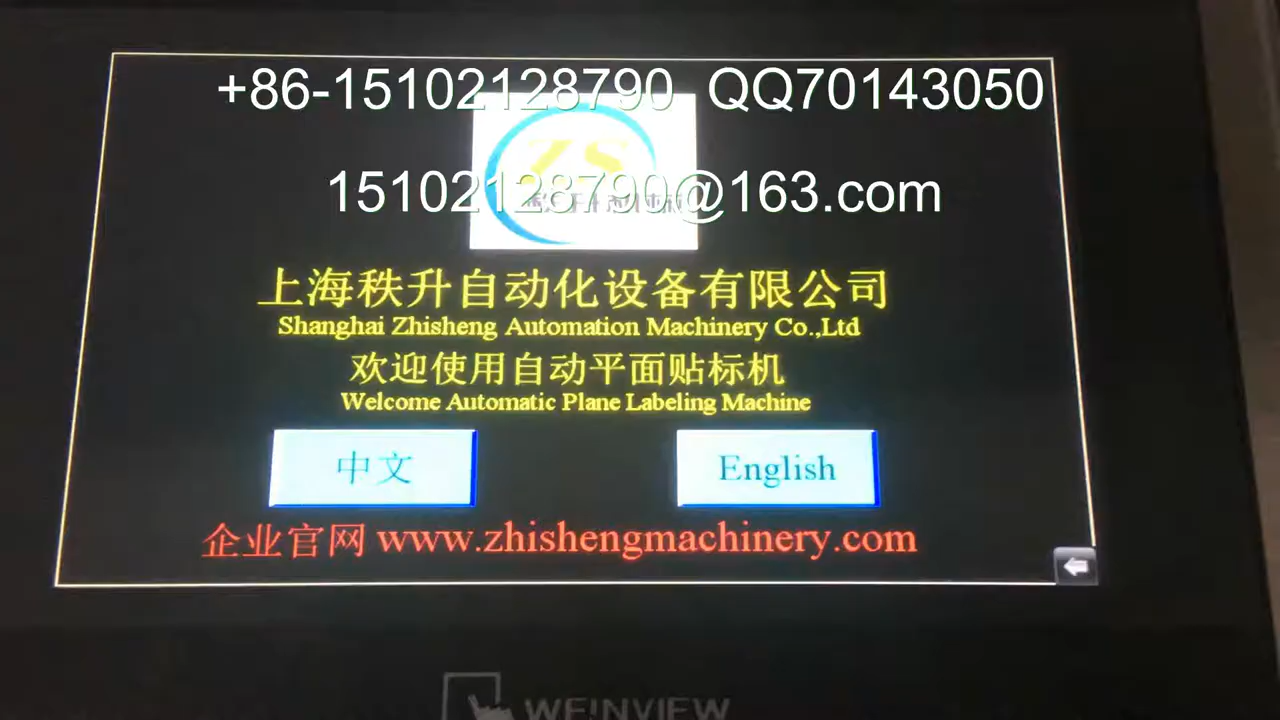 +86-15102128790 QQ70143050
ZS
15102128790@163.com
上海秩升自动化设备有限公司
Shanghai Zhisheng Automation Machinery Co.,Ltd
欢迎使用自动平面贴标机
Welcome Automatic Plane Labeling Machine
中文 English
企业官网 www.zhishengmachinery.com
WEINVIEW